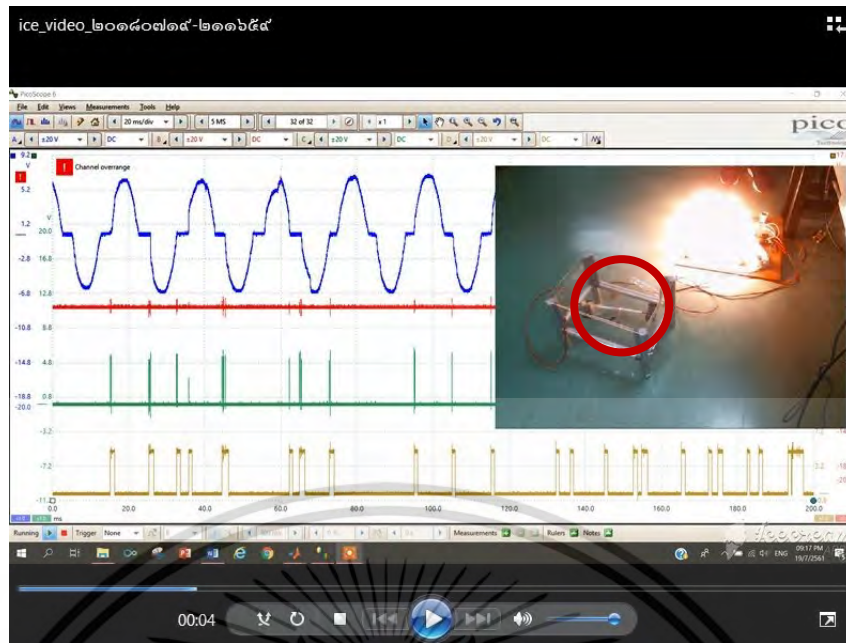 ice_video_๒๐๑๘๐๗๑๙-๒๑๑๖๕๙
PicoScope 6
File Edit Views Measurements Tools Help
20 ms/div 5 MS 32 of 32 x1
pico
A ±20 V DC B ±20 V DC C ±20 V DC D ±20 V DC
Channel overrange
9.2
V
5.2
1.2
-2.8
-6.8
-10.8
-14.8
-18.8
-20.0
V
20.0
16.8
12.8
8.8
4.8
0.8
-3.2
-7.2
-11.2
0.0 20.0 40.0 60.0 80.0 100.0 120.0 140.0 160.0 180.0 200.0
ms
Running Trigger None Measurements Rulers Notes
Icecream
ENG 09:17 PM
19/7/2561
00:04